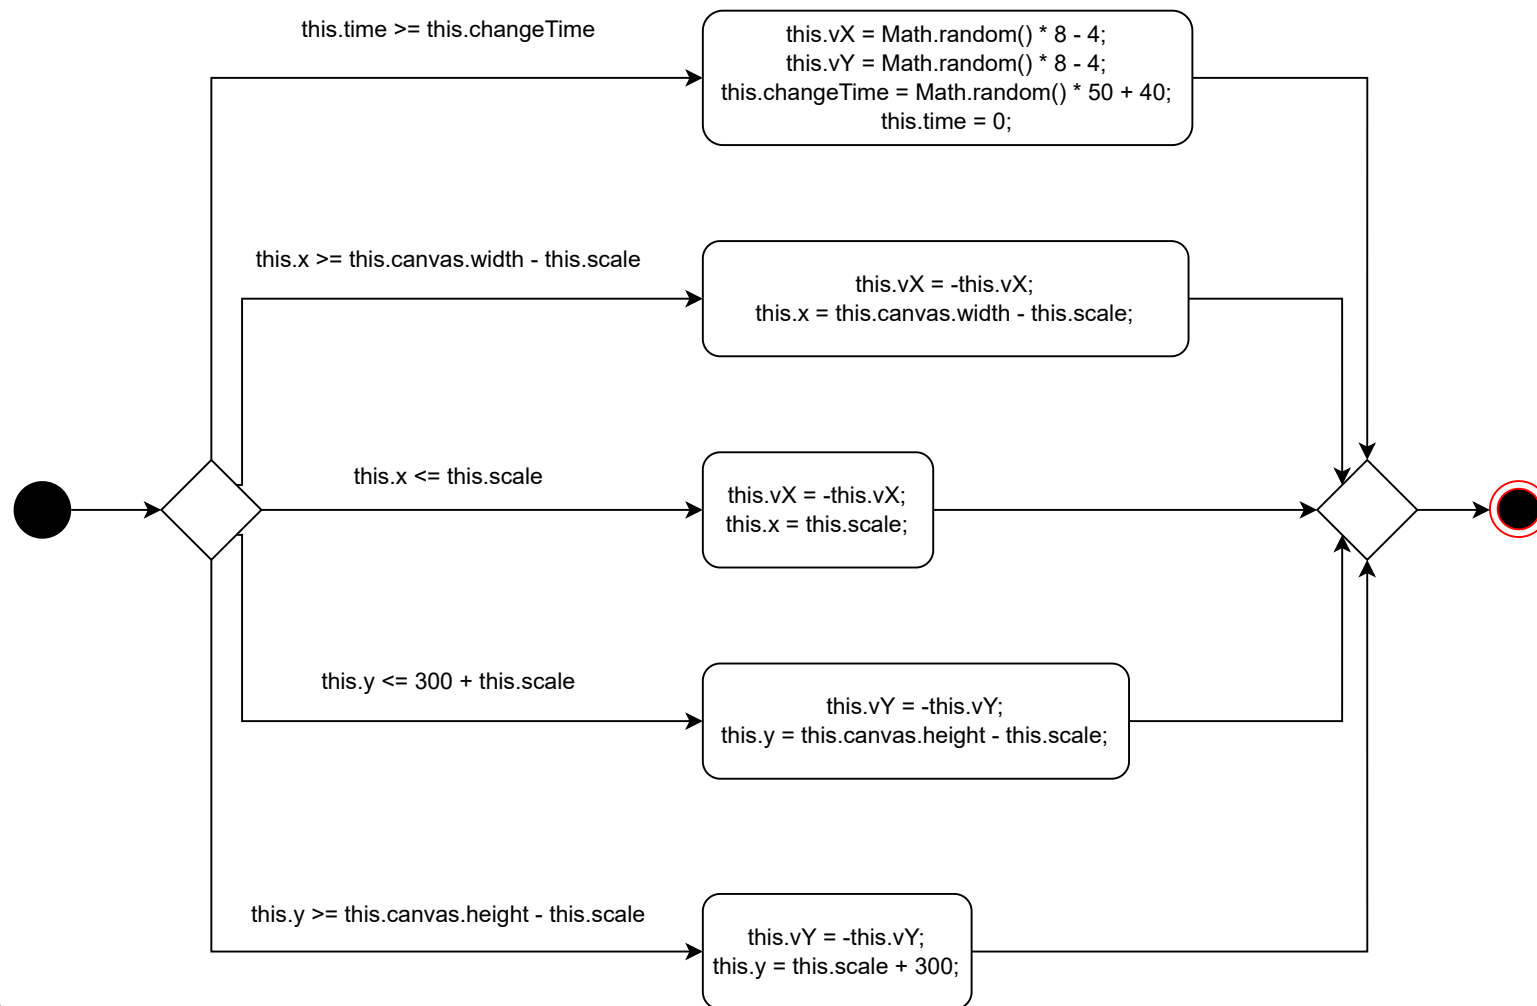 this.time >= this.changeTime
this.vX = Math.random() * 8 - 4;
this.vY = Math.random() * 8 - 4;
this.changeTime = Math.random() * 50 + 40;
this.time = 0;
this.x >= this.canvas.width - this.scale
this.vX = -this.vX;
this.x = this.canvas.width - this.scale;
this.x <= this.scale
this.vX = -this.vX;
this.x = this.scale;
this.y <= 300 + this.scale
this.vY = -this.vY;
this.y = this.canvas.height - this.scale;
this.y >= this.canvas.height - this.scale
this.vY = -this.vY;
this.y = this.scale + 300;